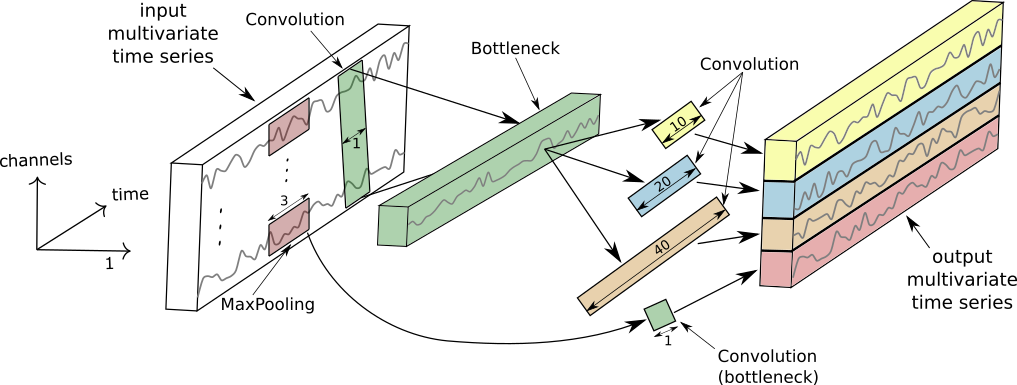 input
multivariate
time series
Convolution
Bottleneck
Convolution
channels
time
1
1
3
MaxPooling
10
20
40
1
Convolution
(bottleneck)
output
multivariate
time series